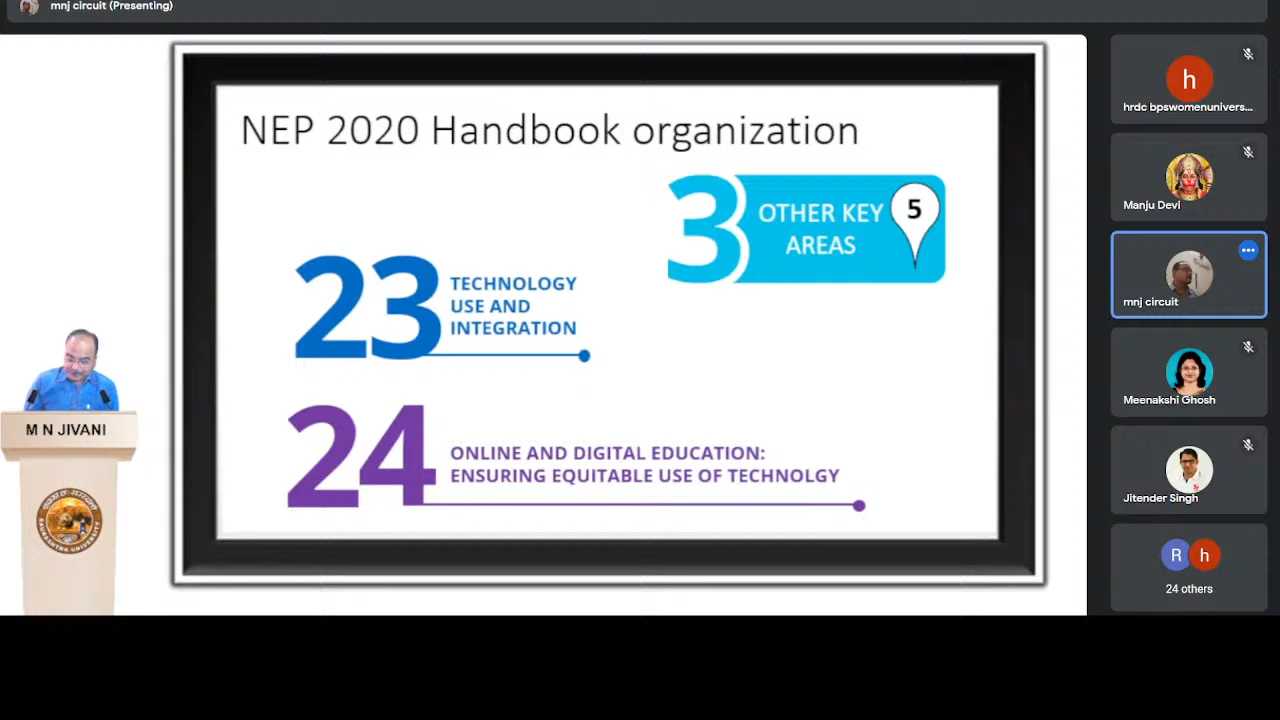 mnj circuit (Presenting)
NEP 2020 Handbook organization
3 OTHER KEY
AREAS
5
23 TECHNOLOGY
USE AND
INTEGRATION
24 ONLINE AND DIGITAL EDUCATION:
ENSURING EQUITABLE USE OF TECHNOLGY
M N JIVANI
SAURASHTRA UNIVERSITY
h
hrdc bpswomenunivers...
Manju Devi
mnj circuit
Meenakshi Ghosh
Jitender Singh
R
h
24 others